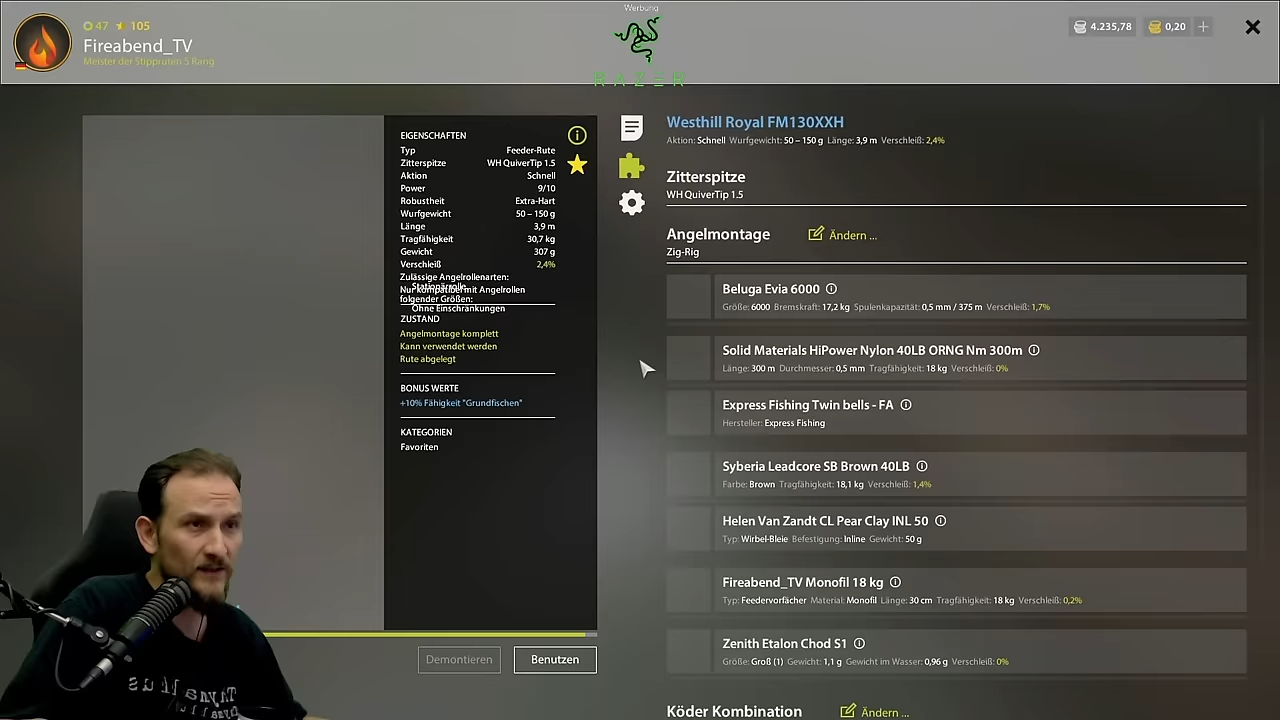 Werbung
47 105
Fireabend_TV
Meister der Stippruten 5 Rang
RAZER
4.235,78
0,20
EIGENSCHAFTEN
Typ Feeder-Rute
Zitterspitze WH QuiverTip 1.5
Aktion Schnell
Power 9/10
Robustheit Extra-Hart
Wurfgewicht 50 – 150 g
Länge 3,9 m
Tragfähigkeit 30,7 kg
Gewicht 307 g
Verschleiß 2,4%
Zulässige Angelrollenarten:
Stationärrolle
Nur kompatibel mit Angelrollen
folgender Größen:
Ohne Einschränkungen
ZUSTAND
Angelmontage komplett
Kann verwendet werden
Rute abgelegt
BONUS WERTE
+10% Fähigkeit "Grundfischen"
KATEGORIEN
Favoriten
Demontieren
Benutzen
Westhill Royal FM130XXH
Aktion: Schnell Wurfgewicht: 50 – 150 g Länge: 3,9 m Verschleiß: 2,4%
Zitterspitze
WH QuiverTip 1.5
Angelmontage Ändern ...
Zig-Rig
Beluga Evia 6000
Größe: 6000 Bremskraft: 17,2 kg Spulenkapazität: 0,5 mm / 375 m Verschleiß: 1,7%
Solid Materials HiPower Nylon 40LB ORNG Nm 300m
Länge: 300 m Durchmesser: 0,5 mm Tragfähigkeit: 18 kg Verschleiß: 0%
Express Fishing Twin bells - FA
Hersteller: Express Fishing
Syberia Leadcore SB Brown 40LB
Farbe: Brown Tragfähigkeit: 18,1 kg Verschleiß: 1,4%
Helen Van Zandt CL Pear Clay INL 50
Typ: Wirbel-Bleie Befestigung: Inline Gewicht: 50 g
Fireabend_TV Monofil 18 kg
Typ: Feedervorfächer Material: Monofil Länge: 30 cm Tragfähigkeit: 18 kg Verschleiß: 0,2%
Zenith Etalon Chod S1
Größe: Groß (1) Gewicht: 1,1 g Gewicht im Wasser: 0,96 g Verschleiß: 0%
Köder Kombination Ändern ...